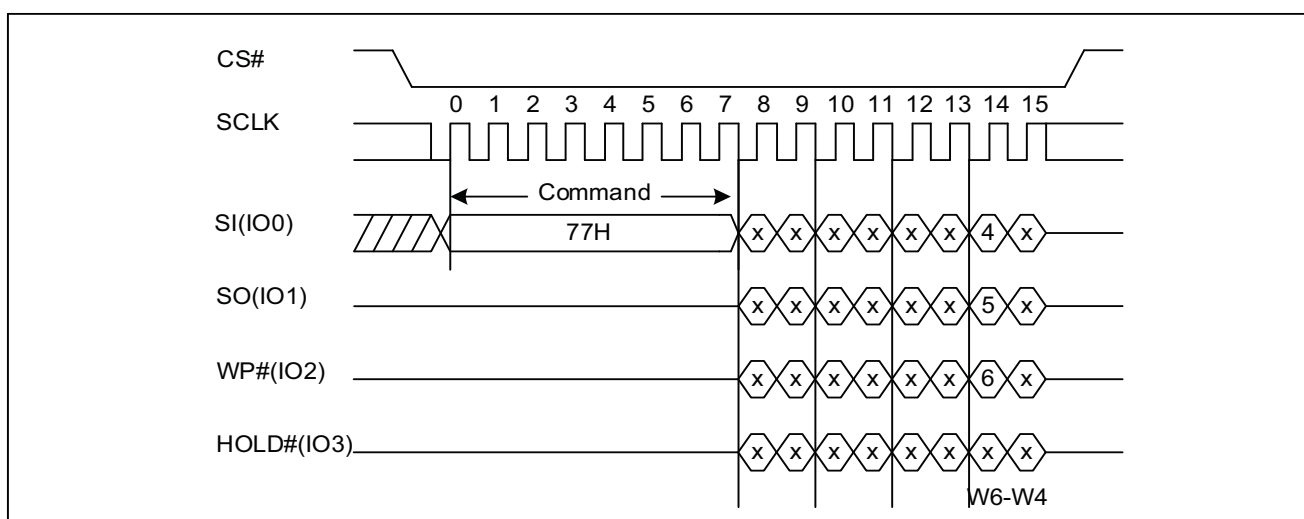 CS#
0 1 2 3 4 5 6 7 8 9 10 11 12 13 14 15
SCLK
Command
SI(IO0) 77H x x x x x x 4 x
SO(IO1) x x x x x x 5 x
WP#(IO2) x x x x x x 6 x
HOLD#(IO3) x x x x x x x x
W6-W4